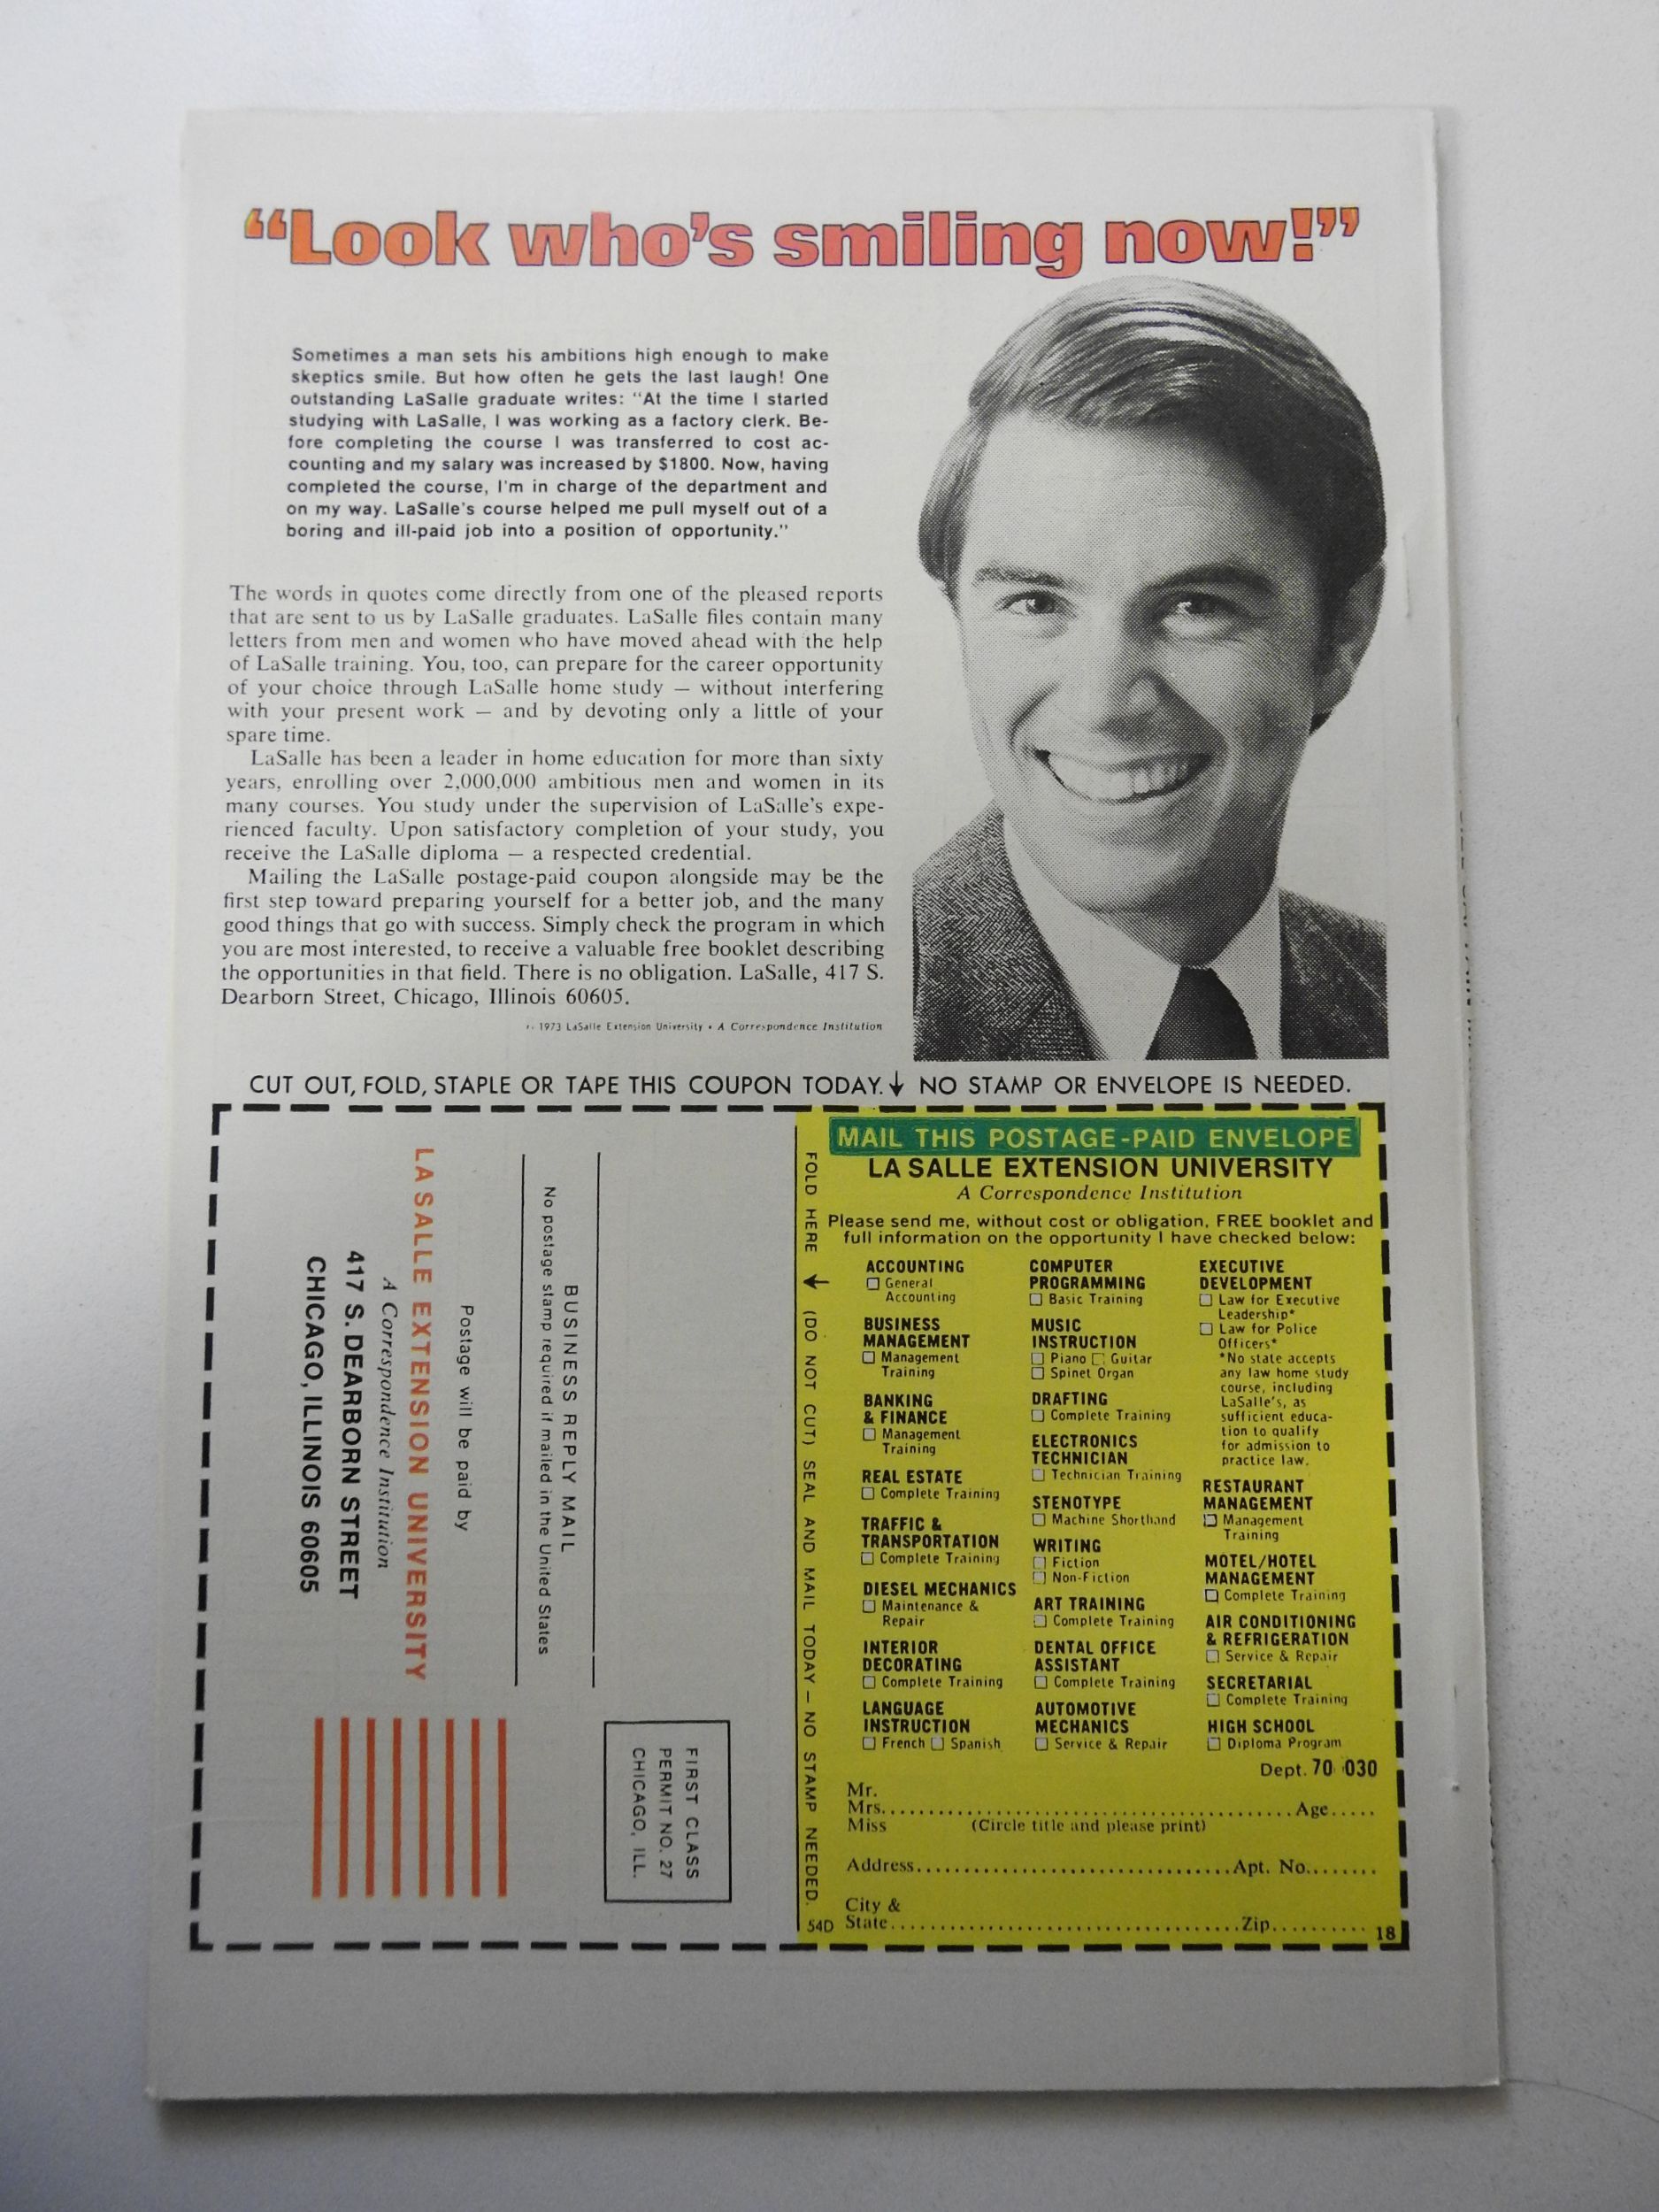 “Look who's smiling now!”
Sometimes a man sets his ambitions high enough to make
skeptics smile. But how often he gets the last laugh! One
outstanding LaSalle graduate writes: "At the time I started
studying with LaSalle, I was working as a factory clerk. Be-
fore completing the course I was transferred to cost ac-
counting and my salary was increased by $1800. Now, having
completed the course, I'm in charge of the department and
on my way. LaSalle's course helped me pull myself out of a
boring and ill-paid job into a position of opportunity."
The words in quotes come directly from one of the pleased reports
that are sent to us by LaSalle graduates. LaSalle files contain many
letters from men and women who have moved ahead with the help
of LaSalle training. You, too, can prepare for the career opportunity
of your choice through LaSalle home study — without interfering
with your present work — and by devoting only a little of your
spare time.
LaSalle has been a leader in home education for more than sixty
years, enrolling over 2,000,000 ambitious men and women in its
many courses. You study under the supervision of LaSalle's expe-
rienced faculty. Upon satisfactory completion of your study, you
receive the LaSalle diploma — a respected credential.
Mailing the LaSalle postage-paid coupon alongside may be the
first step toward preparing yourself for a better job, and the many
good things that go with success. Simply check the program in which
you are most interested, to receive a valuable free booklet describing
the opportunities in that field. There is no obligation. LaSalle, 417 S.
Dearborn Street, Chicago, Illinois 60605.
1973 LaSalle Extension University • A Correspondence Institution
CUT OUT, FOLD, STAPLE OR TAPE THIS COUPON TODAY. ↓ NO STAMP OR ENVELOPE IS NEEDED.
FIRST CLASS
PERMIT NO. 27
CHICAGO, ILL.
BUSINESS REPLY MAIL
No postage stamp required if mailed in the United States
Postage will be paid by
LA SALLE EXTENSION UNIVERSITY
A Correspondence Institution
417 S. DEARBORN STREET
CHICAGO, ILLINOIS 60605
FOLD HERE ↓ (DO NOT CUT) SEAL AND MAIL TODAY — NO STAMP NEEDED.
54D
MAIL THIS POSTAGE-PAID ENVELOPE
LA SALLE EXTENSION UNIVERSITY
A Correspondence Institution
Please send me, without cost or obligation, FREE booklet and
full information on the opportunity I have checked below:
ACCOUNTING
☐ General
Accounting
BUSINESS
MANAGEMENT
☐ Management
Training
BANKING
& FINANCE
☐ Management
Training
REAL ESTATE
☐ Complete Training
TRAFFIC &
TRANSPORTATION
☐ Complete Training
DIESEL MECHANICS
☐ Maintenance &
Repair
INTERIOR
DECORATING
☐ Complete Training
LANGUAGE
INSTRUCTION
☐ French ☐ Spanish
COMPUTER
PROGRAMMING
☐ Basic Training
MUSIC
INSTRUCTION
☐ Piano ☐ Guitar
☐ Spinet Organ
DRAFTING
☐ Complete Training
ELECTRONICS
TECHNICIAN
☐ Technician Training
STENOTYPE
☐ Machine Shorthand
WRITING
☐ Fiction
☐ Non-Fiction
ART TRAINING
☐ Complete Training
DENTAL OFFICE
ASSISTANT
☐ Complete Training
AUTOMOTIVE
MECHANICS
☐ Service & Repair
EXECUTIVE
DEVELOPMENT
☐ Law for Executive
Leadership*
☐ Law for Police
Officers*
*No state accepts
any law home study
course, including
LaSalle's, as
sufficient educa-
tion to qualify
for admission to
practice law.
RESTAURANT
MANAGEMENT
☐ Management
Training
MOTEL/HOTEL
MANAGEMENT
☐ Complete Training
AIR CONDITIONING
& REFRIGERATION
☐ Service & Repair
SECRETARIAL
☐ Complete Training
HIGH SCHOOL
☐ Diploma Program
Dept. 70 030
Mr.
Mrs. Age
Miss (Circle title and please print)
Address Apt. No.
City &
State Zip
18